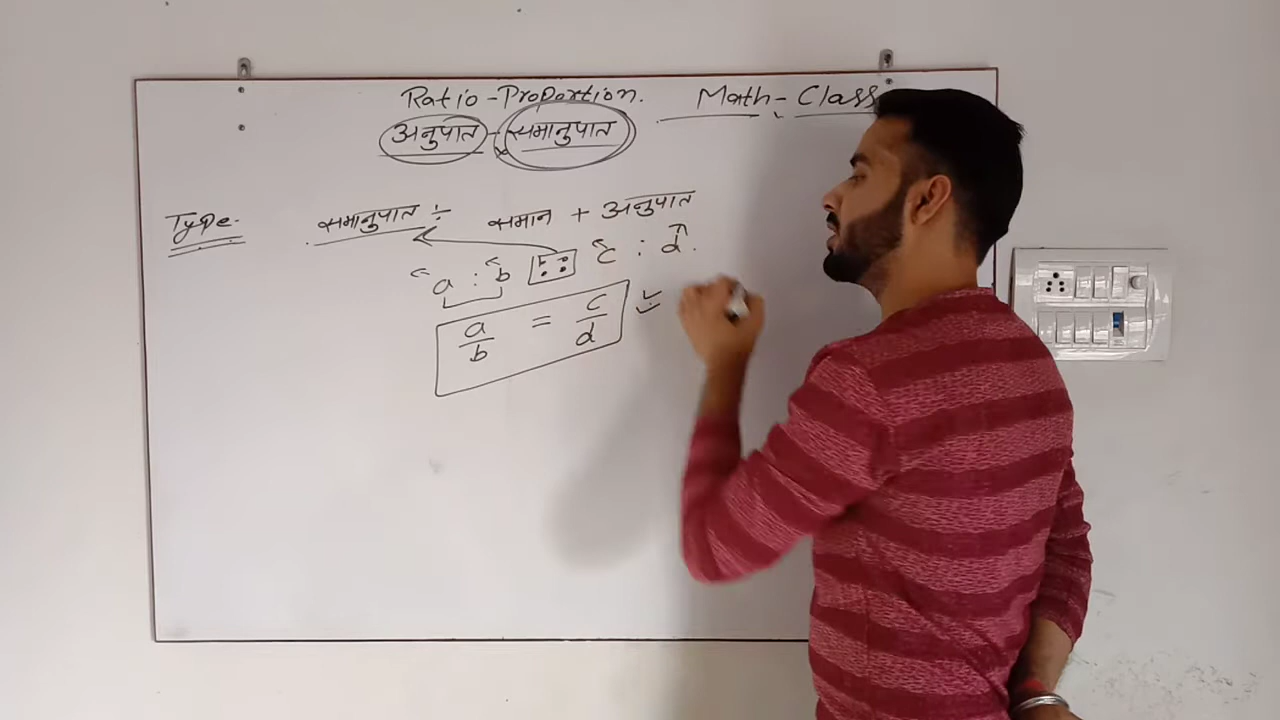 Ratio-Proportion. Math-Class
अनुपात - समानुपात
Type. समानुपात ÷ समान + अनुपात
a : b :: c : d.
a/b = c/d